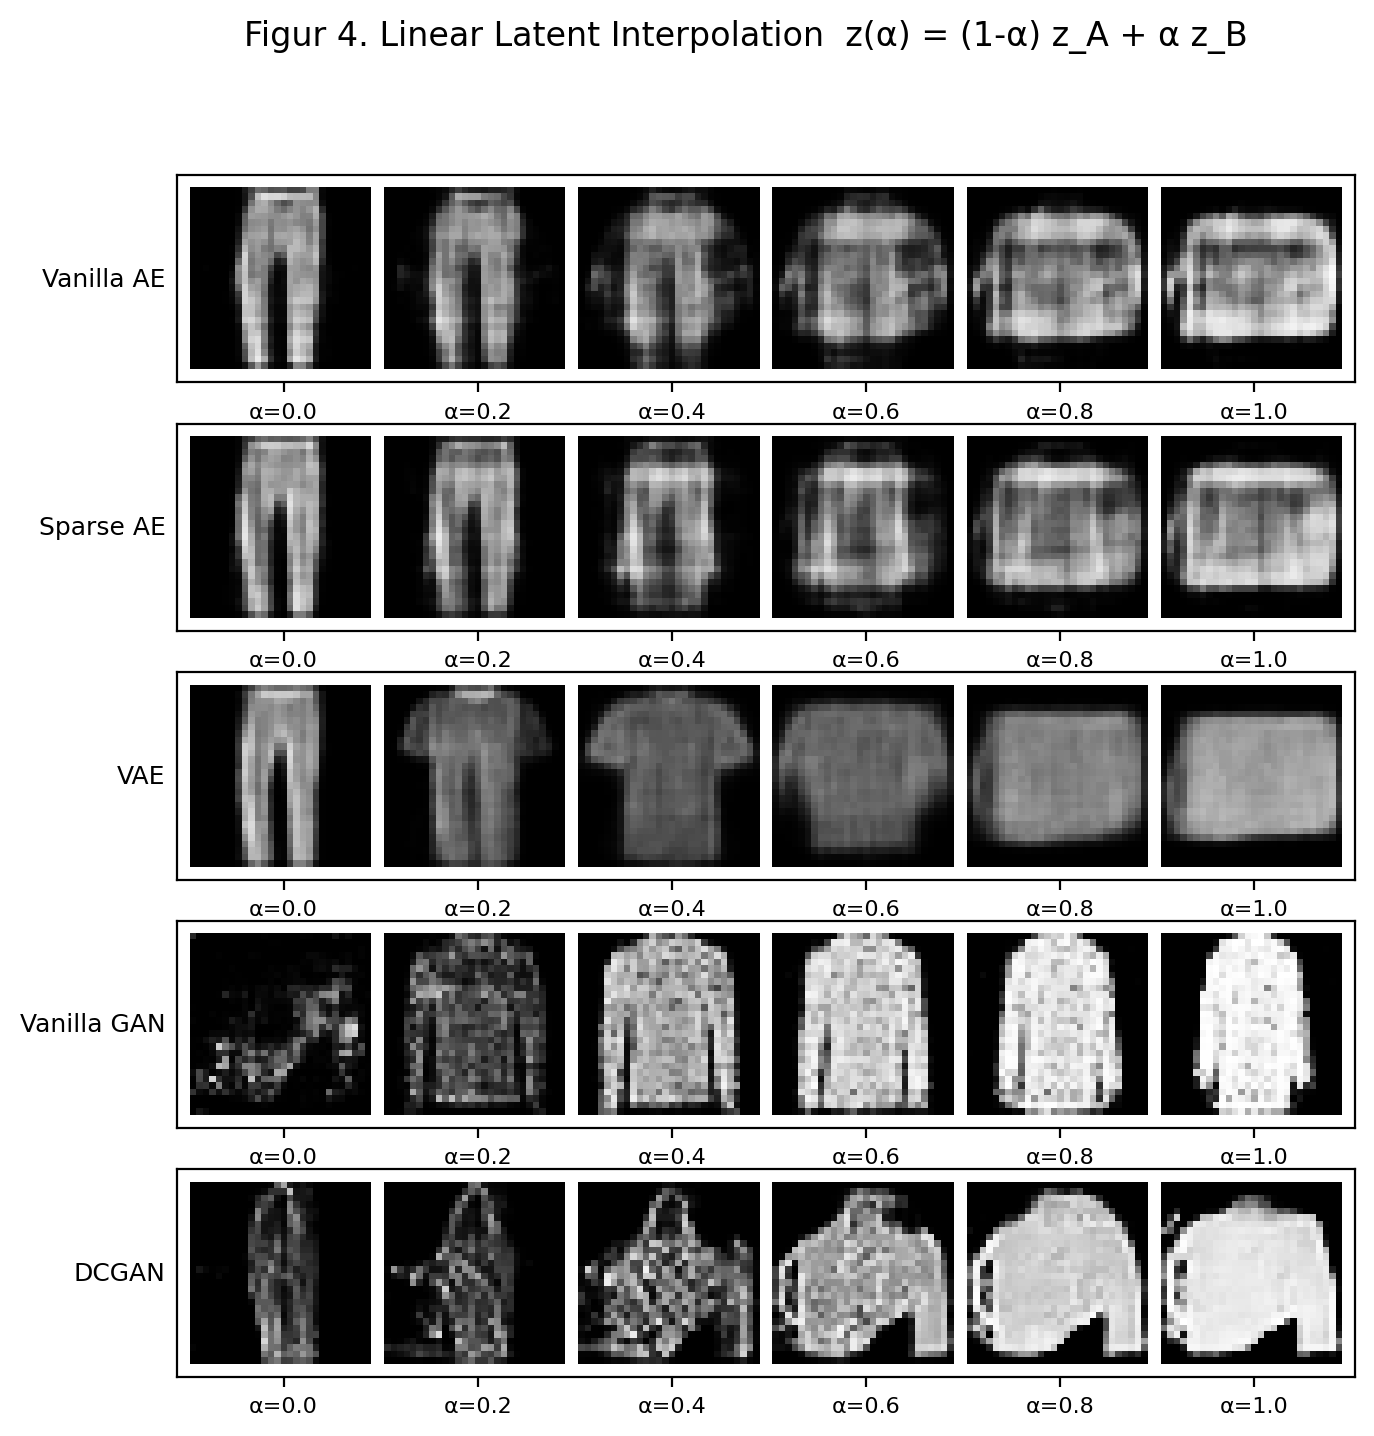 Figur 4. Linear Latent Interpolation  z(α) = (1-α) z_A + α z_B
Vanilla AE
α=0.0 α=0.2 α=0.4 α=0.6 α=0.8 α=1.0
Sparse AE
α=0.0 α=0.2 α=0.4 α=0.6 α=0.8 α=1.0
VAE
α=0.0 α=0.2 α=0.4 α=0.6 α=0.8 α=1.0
Vanilla GAN
α=0.0 α=0.2 α=0.4 α=0.6 α=0.8 α=1.0
DCGAN
α=0.0 α=0.2 α=0.4 α=0.6 α=0.8 α=1.0